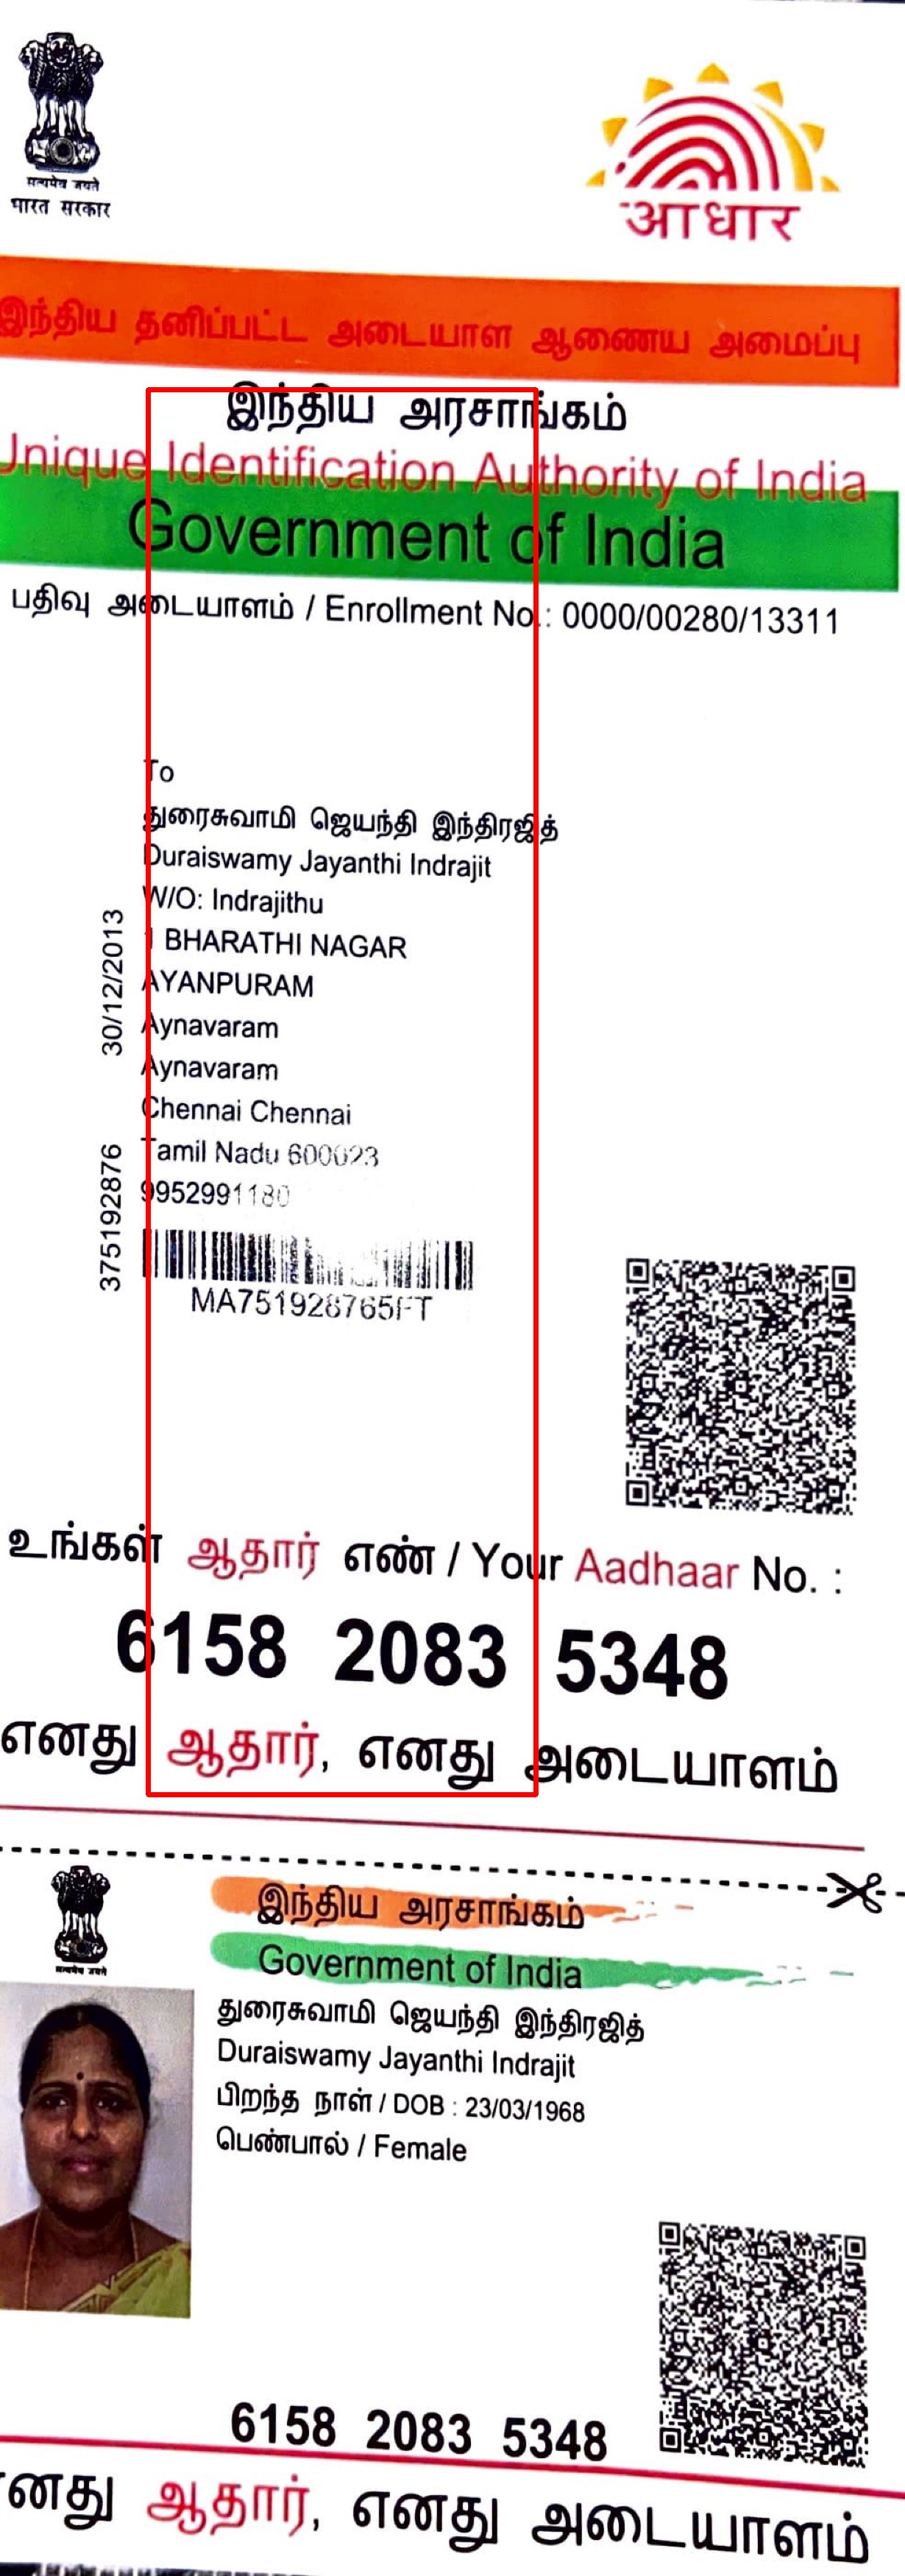 सत्यमेव जयते
भारत सरकार
आधार
இந்திய தனிப்பட்ட அடையாள ஆணைய அமைப்பு
இந்திய அரசாங்கம்
Unique Identification Authority of India
Government of India
பதிவு அடையாளம் / Enrollment No.: 0000/00280/13311
To
துரைசுவாமி ஜெயந்தி இந்திரஜித்
Duraiswamy Jayanthi Indrajit
W/O: Indrajithu
1 BHARATHI NAGAR
AYANPURAM
Aynavaram
Aynavaram
Chennai Chennai
Tamil Nadu 600023
9952991180
30/12/2013
375192876
MA751928765FT
உங்கள் ஆதார் எண் / Your Aadhaar No. :
6158 2083 5348
எனது ஆதார், எனது அடையாளம்
सत्यमेव जयते
இந்திய அரசாங்கம்
Government of India
துரைசுவாமி ஜெயந்தி இந்திரஜித்
Duraiswamy Jayanthi Indrajit
பிறந்த நாள் / DOB : 23/03/1968
பெண்பால் / Female
6158 2083 5348
எனது ஆதார், எனது அடையாளம்